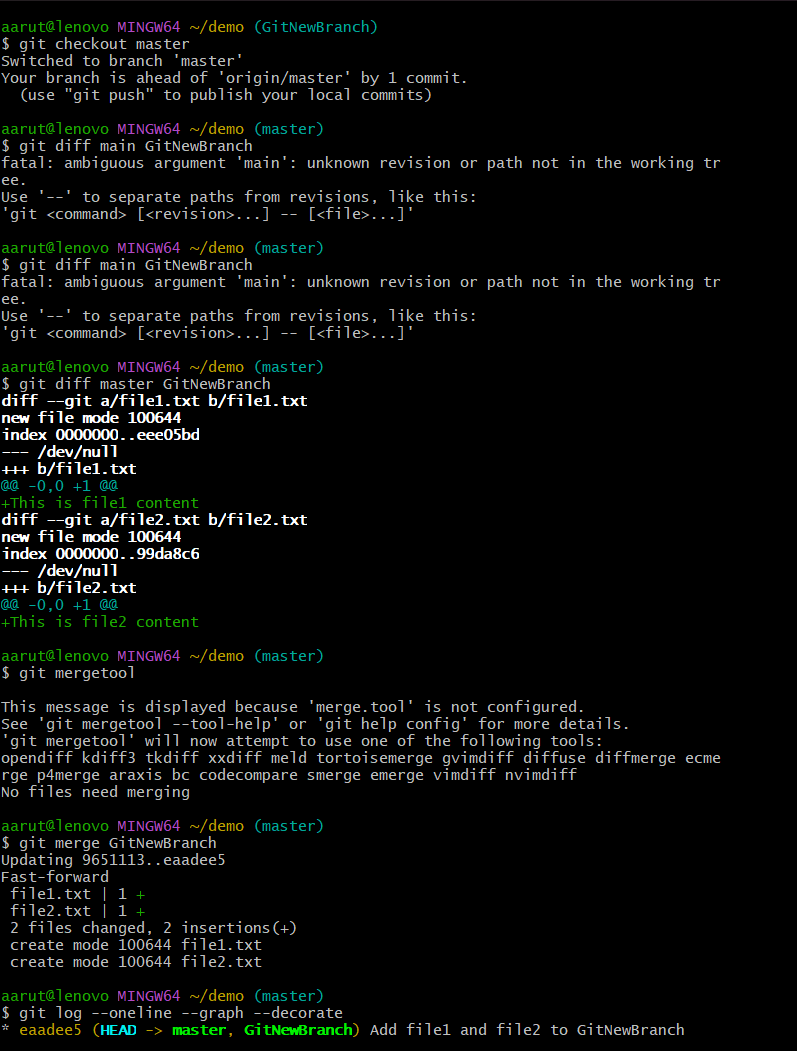 aarut@lenovo MINGW64 ~/demo (GitNewBranch)
$ git checkout master
Switched to branch 'master'
Your branch is ahead of 'origin/master' by 1 commit.
  (use "git push" to publish your local commits)

aarut@lenovo MINGW64 ~/demo (master)
$ git diff main GitNewBranch
fatal: ambiguous argument 'main': unknown revision or path not in the working tr
ee.
Use '--' to separate paths from revisions, like this:
'git <command> [<revision>...] -- [<file>...]'

aarut@lenovo MINGW64 ~/demo (master)
$ git diff main GitNewBranch
fatal: ambiguous argument 'main': unknown revision or path not in the working tr
ee.
Use '--' to separate paths from revisions, like this:
'git <command> [<revision>...] -- [<file>...]'

aarut@lenovo MINGW64 ~/demo (master)
$ git diff master GitNewBranch
diff --git a/file1.txt b/file1.txt
new file mode 100644
index 0000000..eee05bd
--- /dev/null
+++ b/file1.txt
@@ -0,0 +1 @@
+This is file1 content
diff --git a/file2.txt b/file2.txt
new file mode 100644
index 0000000..99da8c6
--- /dev/null
+++ b/file2.txt
@@ -0,0 +1 @@
+This is file2 content

aarut@lenovo MINGW64 ~/demo (master)
$ git mergetool

This message is displayed because 'merge.tool' is not configured.
See 'git mergetool --tool-help' or 'git help config' for more details.
'git mergetool' will now attempt to use one of the following tools:
opendiff kdiff3 tkdiff xxdiff meld tortoisemerge gvimdiff diffuse diffmerge ecme
rge p4merge araxis bc codecompare smerge emerge vimdiff nvimdiff
No files need merging

aarut@lenovo MINGW64 ~/demo (master)
$ git merge GitNewBranch
Updating 9651113..eaadee5
Fast-forward
 file1.txt | 1 +
 file2.txt | 1 +
 2 files changed, 2 insertions(+)
 create mode 100644 file1.txt
 create mode 100644 file2.txt

aarut@lenovo MINGW64 ~/demo (master)
$ git log --oneline --graph --decorate
* eaadee5 (HEAD -> master, GitNewBranch) Add file1 and file2 to GitNewBranch